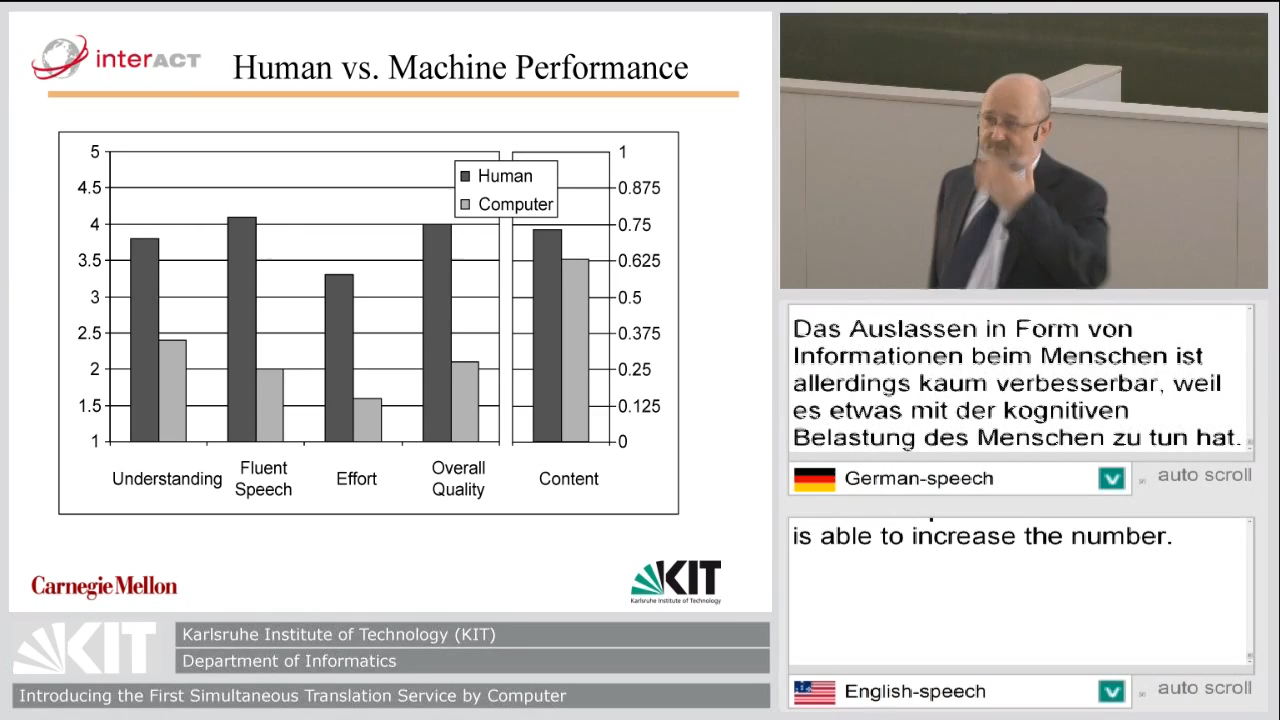 interACT
Human vs. Machine Performance
5
4.5
4
3.5
3
2.5
2
1.5
1
Human
Computer
1
0.875
0.75
0.625
0.5
0.375
0.25
0.125
0
Understanding
Fluent
Speech
Effort
Overall
Quality
Content
Carnegie Mellon
KIT
Karlsruhe Institute of Technology
KIT
Karlsruhe Institute of Technology (KIT)
Department of Informatics
Introducing the First Simultaneous Translation Service by Computer
Das Auslassen in Form von
Informationen beim Menschen ist
allerdings kaum verbesserbar, weil
es etwas mit der kognitiven
Belastung des Menschen zu tun hat.
German-speech
auto scroll
is able to increase the number.
English-speech
auto scroll